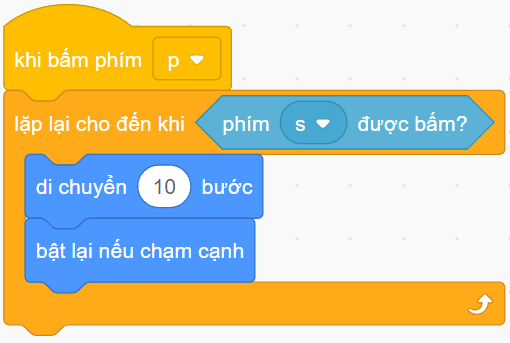 khi bấm phím p
lặp lại cho đến khi phím s được bấm?
di chuyển 10 bước
bật lại nếu chạm cạnh